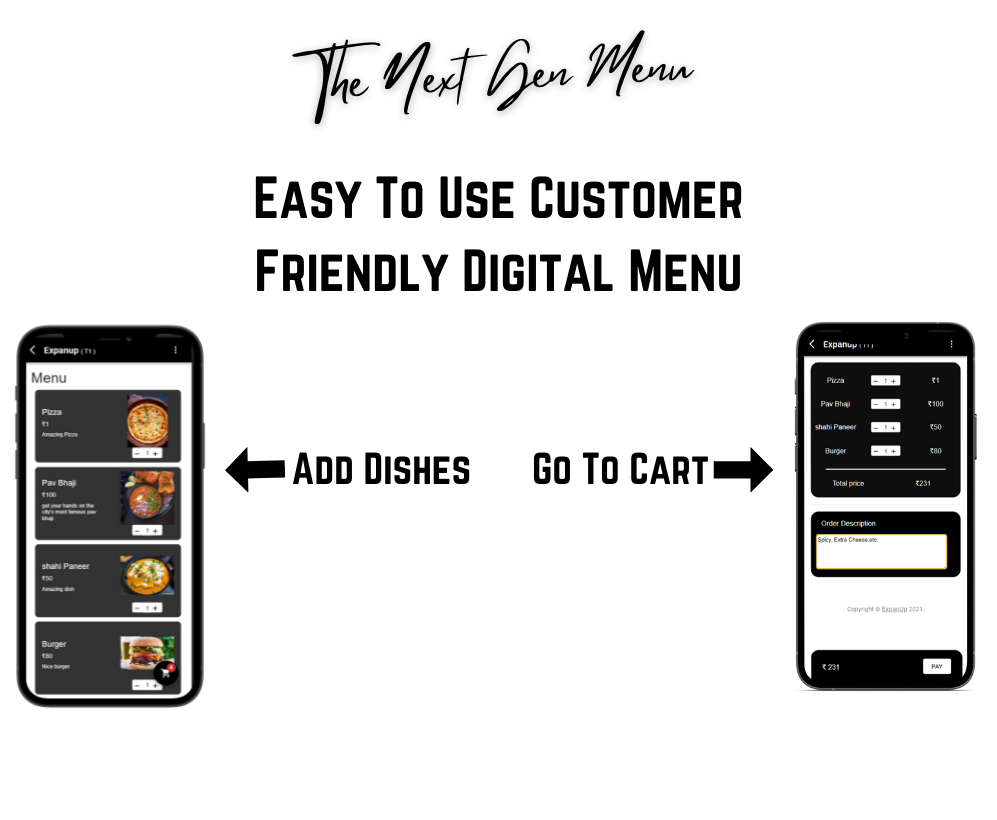 The Next Gen Menu
Easy To Use Customer
Friendly Digital Menu
Expanup ( T1 )
Menu
Pizza
₹1
Amazing Pizza
− 1 +
Pav Bhaji
₹100
get your hands on the
city's most famous pav
bhaji
− 1 +
shahi Paneer
₹50
Amazing dish
− 1 +
Burger
₹80
Nice burger
− 1 +
Add Dishes
Go To Cart
Expanup ( T1 )
Pizza − 1 + ₹1
Pav Bhaji − 1 + ₹100
shahi Paneer − 1 + ₹50
Burger − 1 + ₹80
Total price ₹231
Order Description
Spicy, Extra Cheese,etc.
Copyright © ExpanUp 2021.
₹ 231 PAY